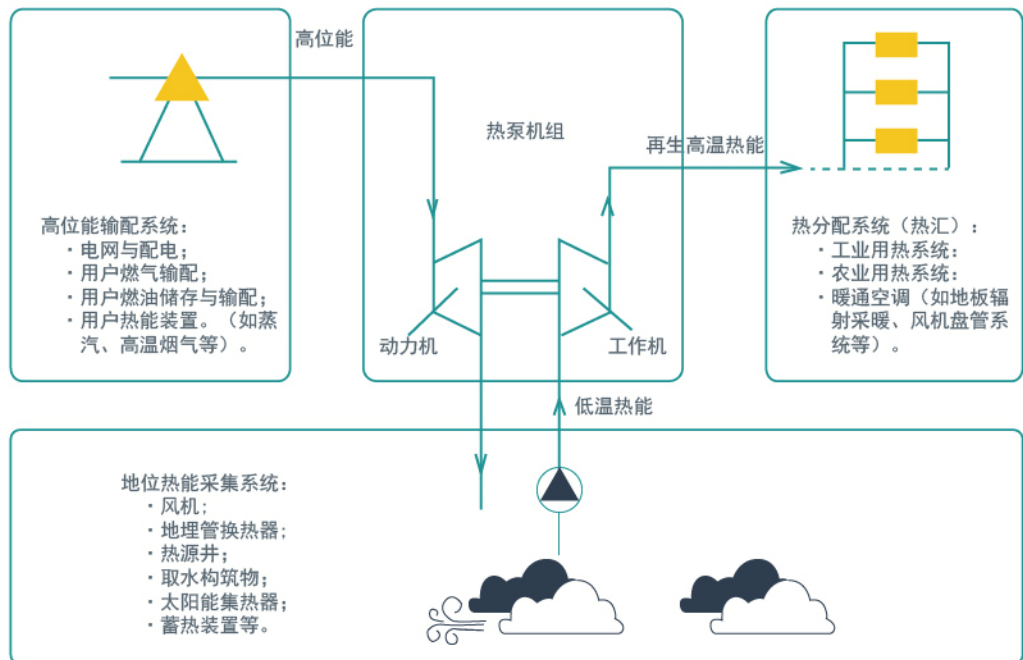 高位能
热泵机组
再生高温热能
高位能输配系统：
·电网与配电；
·用户燃气输配；
·用户燃油储存与输配；
·用户热能装置。（如蒸
汽、高温烟气等）。
动力机
工作机
热分配系统（热汇）：
·工业用热系统：
·农业用热系统：
·暖通空调（如地板辐
射采暖、风机盘管系
统等）。
低温热能
地位热能采集系统：
·风机；
·地埋管换热器；
·热源井；
·取水构筑物；
·太阳能集热器；
·蓄热装置等。